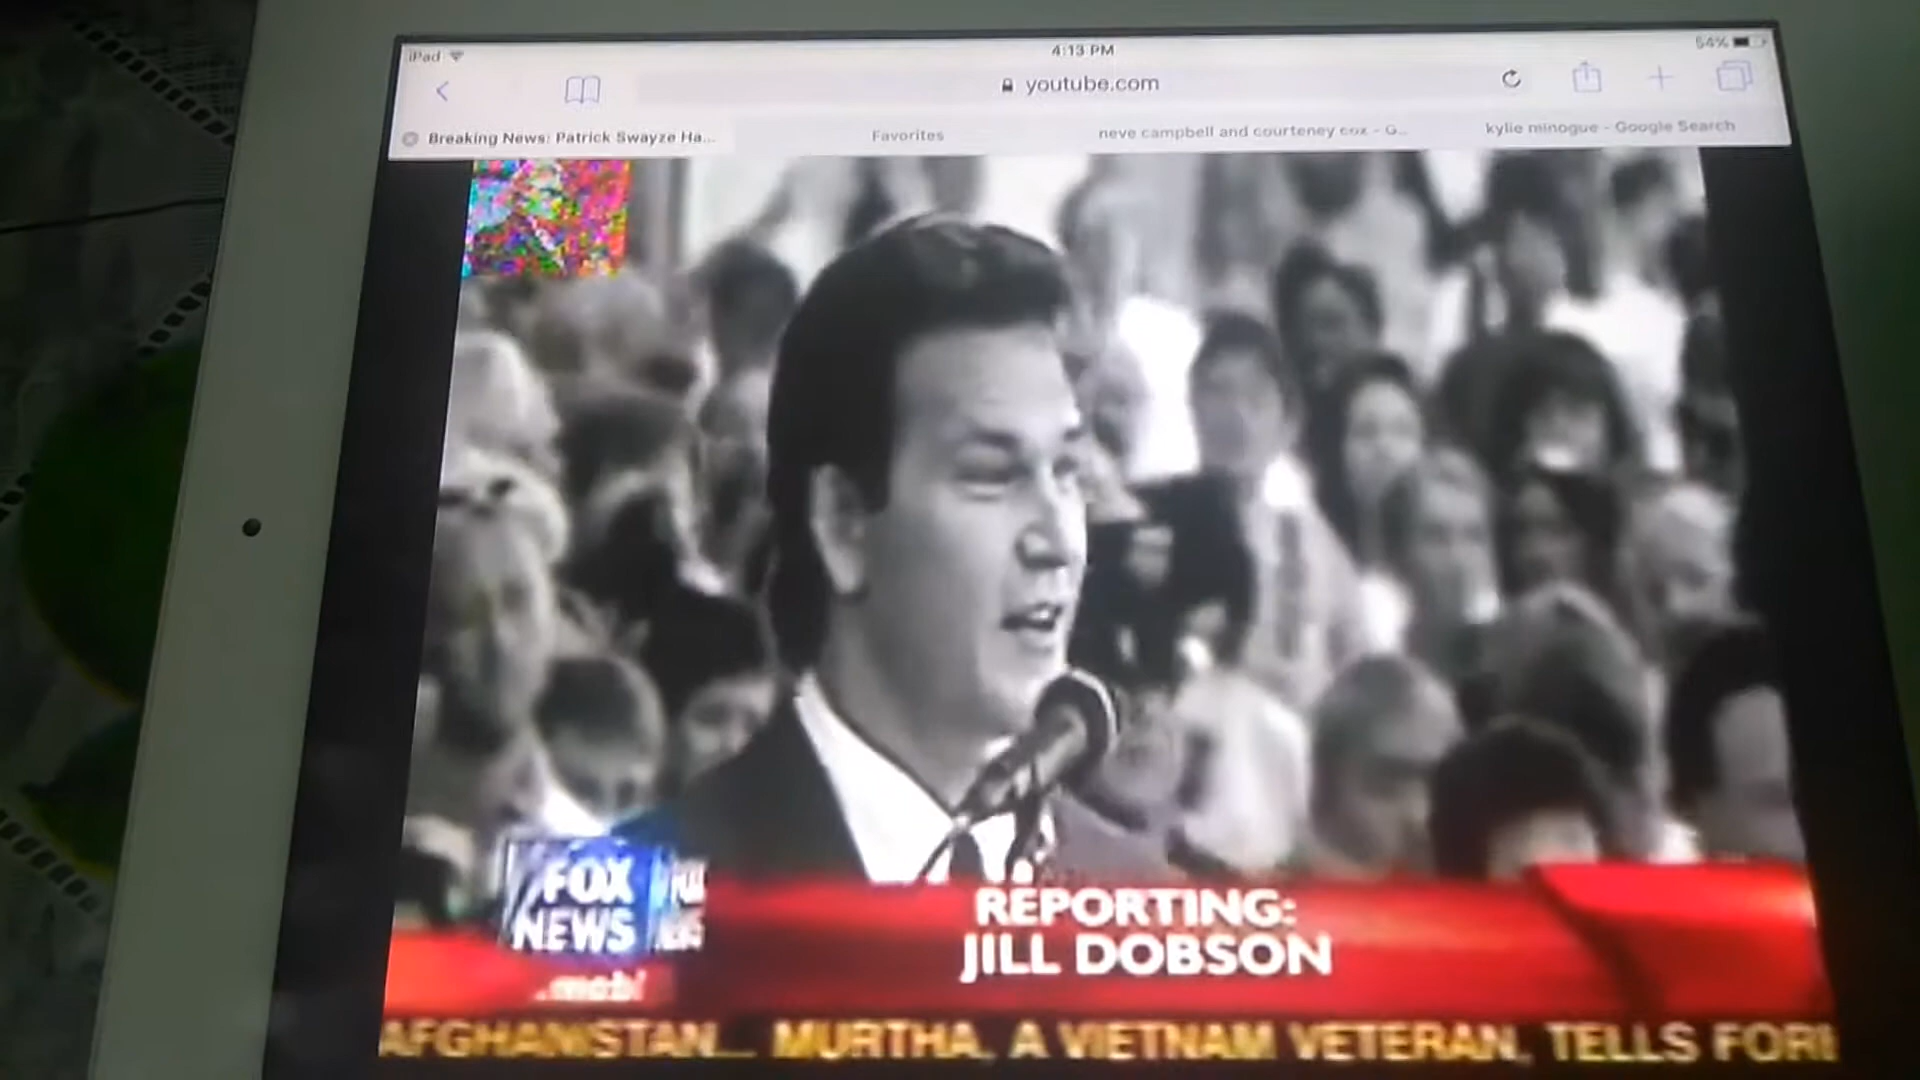 iPad
4:13 PM
54%
youtube.com
Breaking News: Patrick Swayze Ha...
Favorites
neve campbell and courteney cox - G...
kylie minogue - Google Search
FOX
NEWS
.mobi
REPORTING:
JILL DOBSON
AFGHANISTAN... MURTHA, A VIETNAM VETERAN, TELLS